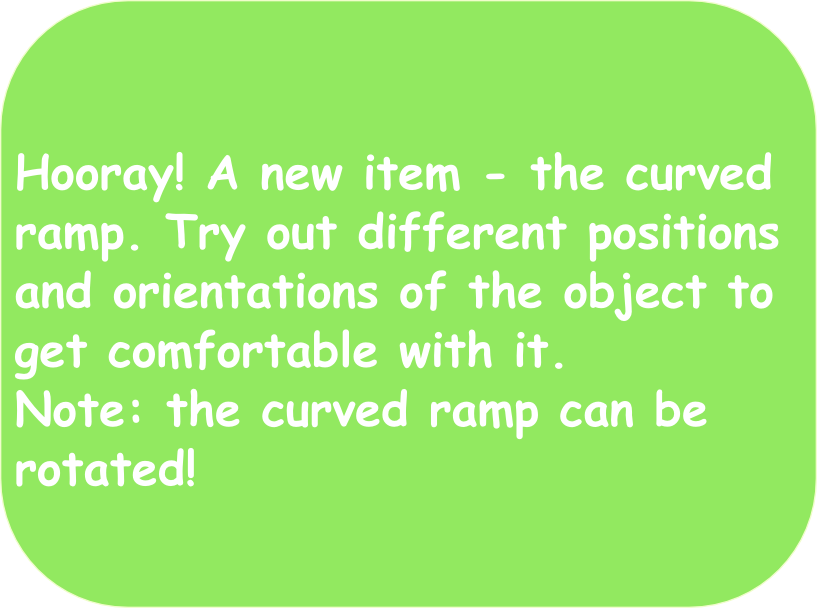 Hooray! A new item - the curved
ramp. Try out different positions
and orientations of the object to
get comfortable with it.
Note: the curved ramp can be
rotated!